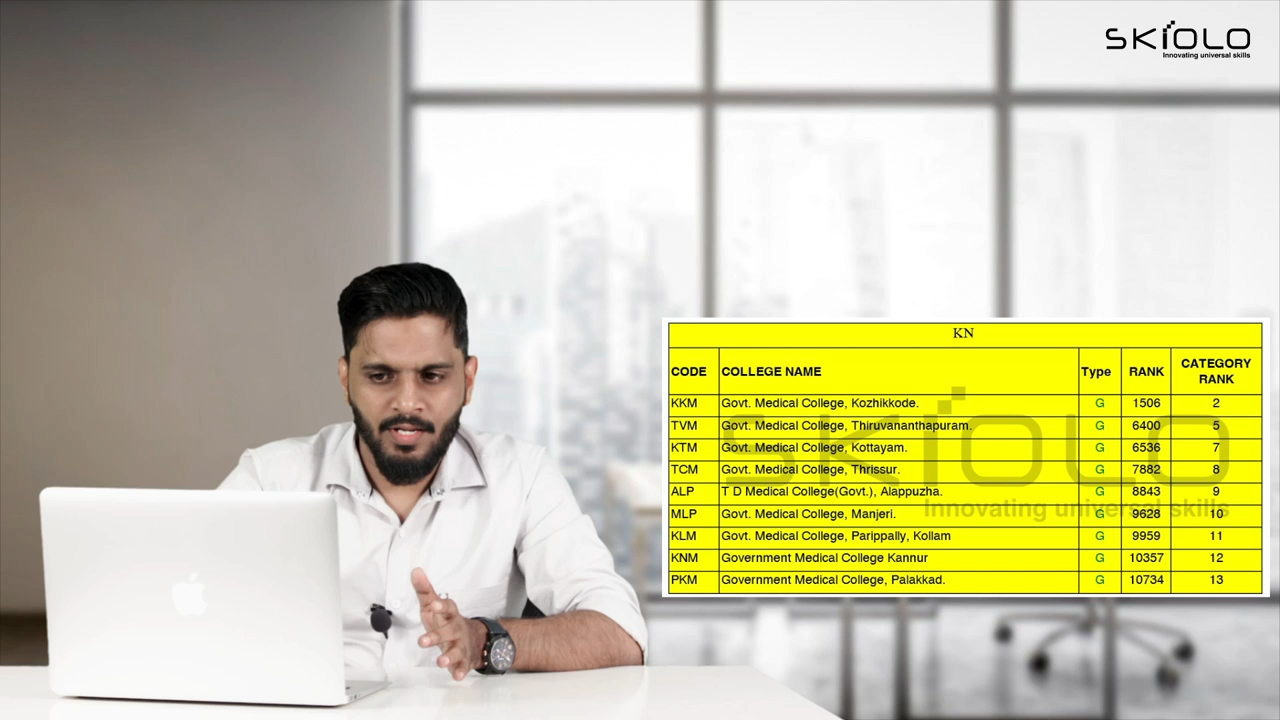 SKIOLO
Innovating universal skills
KN
CODE COLLEGE NAME Type RANK CATEGORY RANK
KKM Govt. Medical College, Kozhikkode. G 1506 2
TVM Govt. Medical College, Thiruvananthapuram. G 6400 5
KTM Govt. Medical College, Kottayam. G 6536 7
TCM Govt. Medical College, Thrissur. G 7882 8
ALP T D Medical College(Govt.), Alappuzha. G 8843 9
MLP Govt. Medical College, Manjeri. G 9628 10
KLM Govt. Medical College, Parippally, Kollam G 9959 11
KNM Government Medical College Kannur G 10357 12
PKM Government Medical College, Palakkad. G 10734 13
SKIOLO
Innovating universal skills